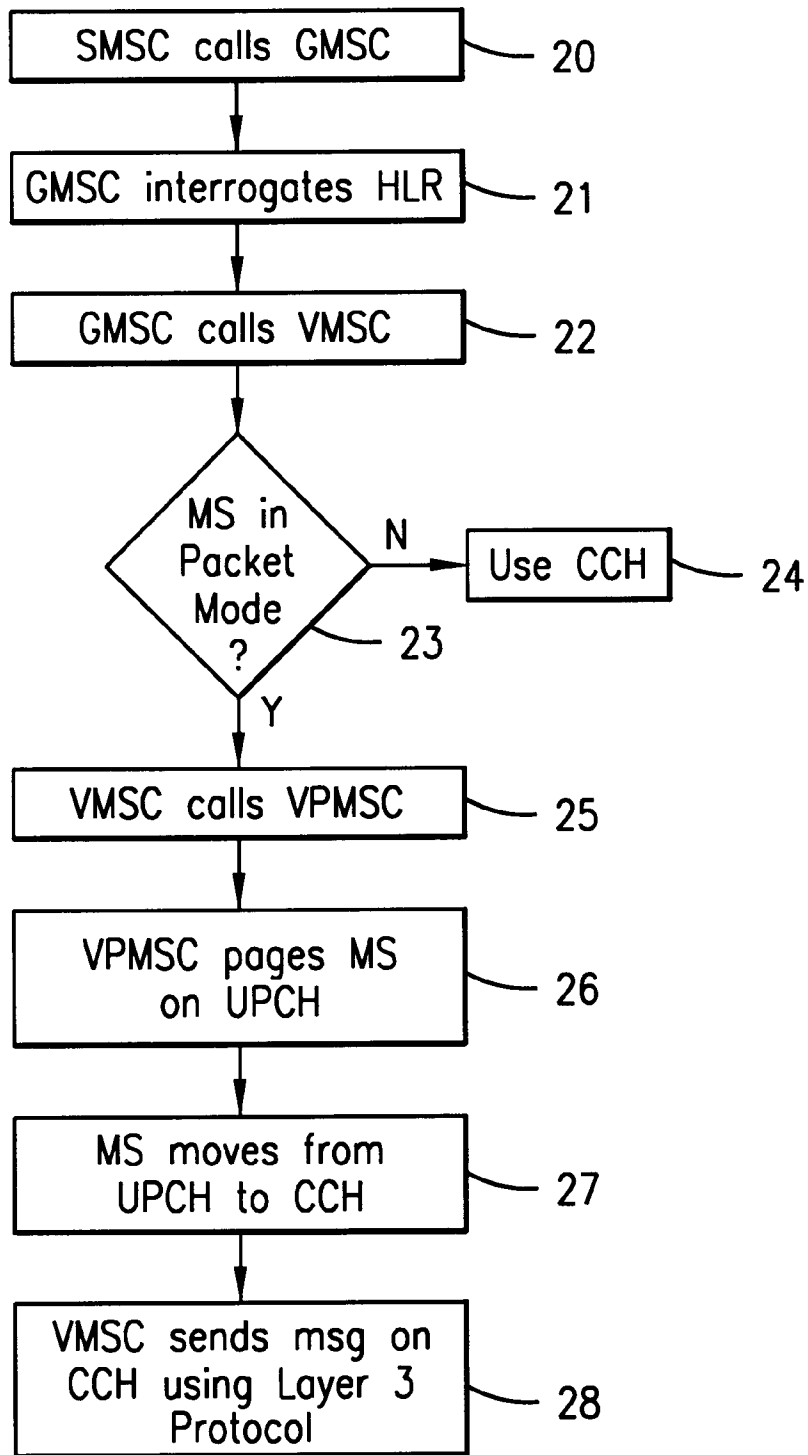 SMSC calls GMSC
20
GMSC interrogates HLR
21
GMSC calls VMSC
22
MS in
Packet
Mode
?
23
N
Use CCH
24
Y
VMSC calls VPMSC
25
VPMSC pages MS
on UPCH
26
MS moves from
UPCH to CCH
27
VMSC sends msg on
CCH using Layer 3
Protocol
28